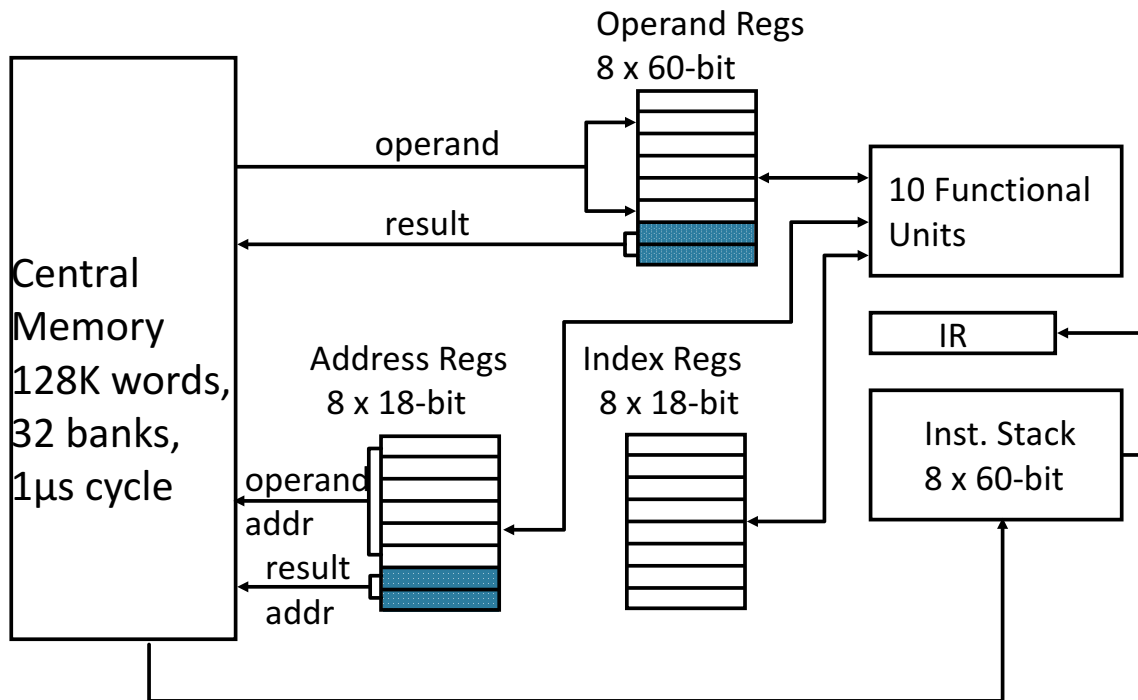 Operand Regs
8 x 60-bit
operand
result
10 Functional
Units
IR
Central
Memory
128K words,
32 banks,
1µs cycle
Address Regs
8 x 18-bit
Index Regs
8 x 18-bit
Inst. Stack
8 x 60-bit
operand
addr
result
addr